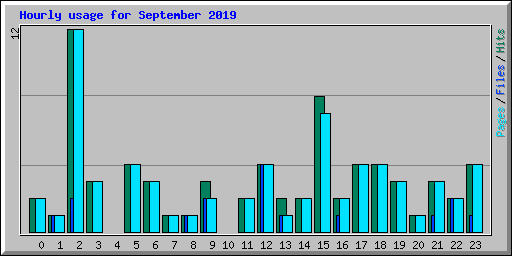 Hourly usage for September 2019
12
Pages/Files/Hits
0 1 2 3 4 5 6 7 8 9 10 11 12 13 14 15 16 17 18 19 20 21 22 23